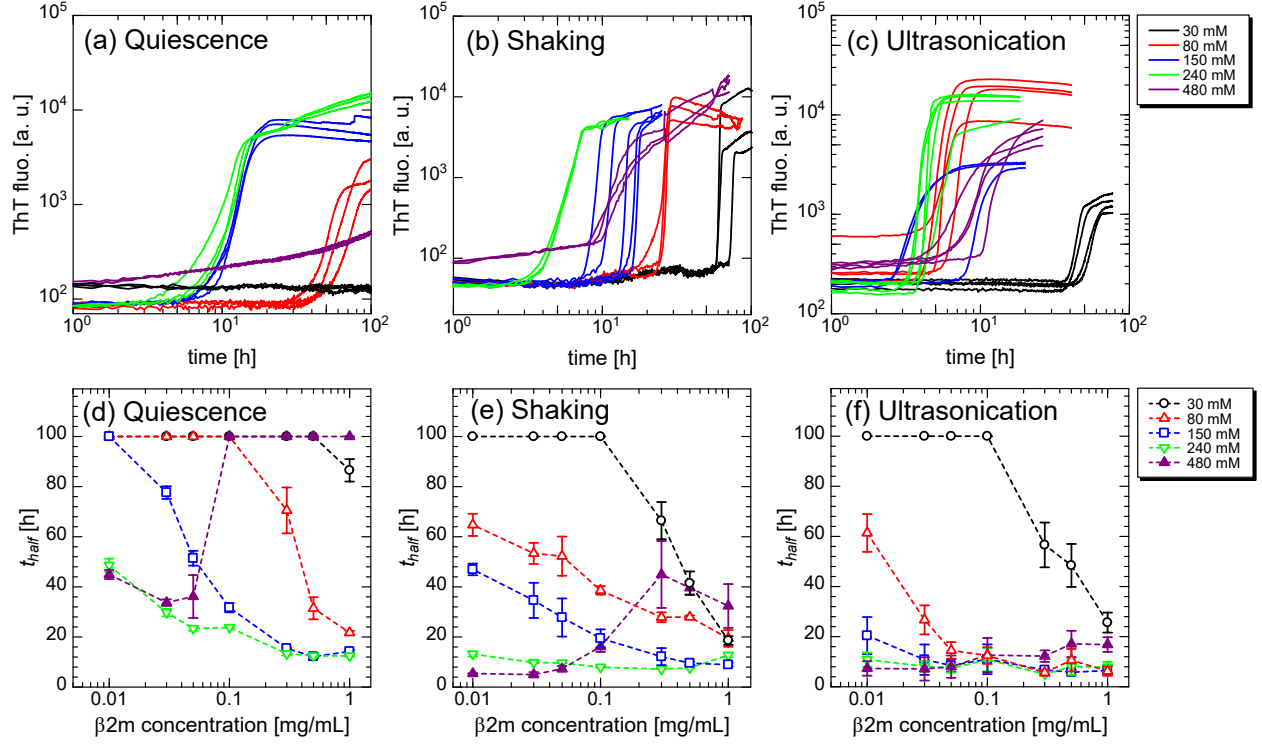 (a) Quiescence
(b) Shaking
(c) Ultrasonication
ThT fluo. [a. u.]
10⁵
10⁴
10³
10²
10⁰
10¹
10²
time [h]
ThT fluo. [a. u.]
10⁵
10⁴
10³
10²
10⁰
10¹
10²
time [h]
ThT fluo. [a. u.]
10⁵
10⁴
10³
10²
10⁰
10¹
10²
time [h]
30 mM
80 mM
150 mM
240 mM
480 mM
(d) Quiescence
(e) Shaking
(f) Ultrasonication
t_half [h]
100
80
60
40
20
0
0.01
0.1
1
β2m concentration [mg/mL]
t_half [h]
100
80
60
40
20
0
0.01
0.1
1
β2m concentration [mg/mL]
t_half [h]
100
80
60
40
20
0
0.01
0.1
1
β2m concentration [mg/mL]
30 mM
80 mM
150 mM
240 mM
480 mM